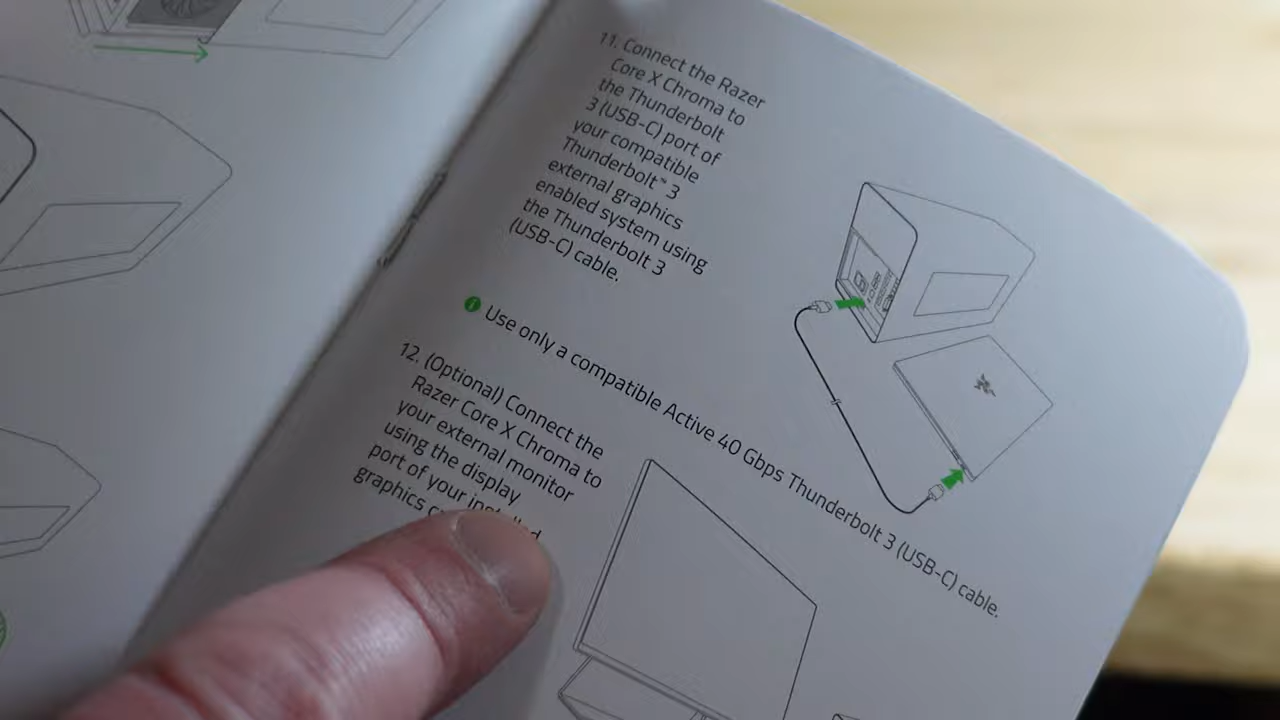 11. Connect the Razer
Core X Chroma to
the Thunderbolt
3 (USB-C) port of
your compatible
Thunderbolt™ 3
external graphics
enabled system using
the Thunderbolt 3
(USB-C) cable.
Use only a compatible Active 40 Gbps Thunderbolt 3 (USB-C) cable.
12. (Optional) Connect the
Razer Core X Chroma to
your external monitor
using the display
port of your installed
graphics